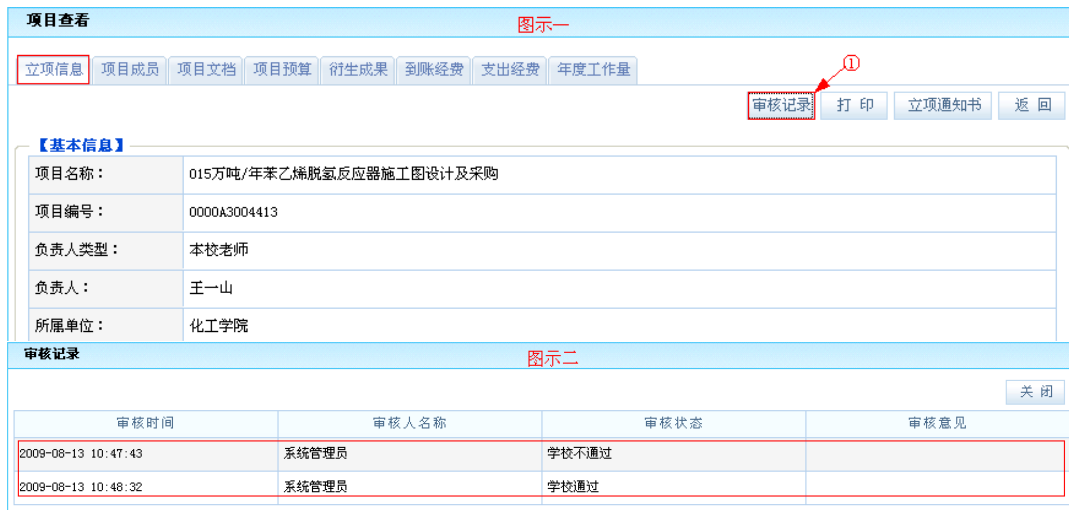 项目查看
图示一
立项信息 项目成员 项目文档 项目预算 衍生成果 到账经费 支出经费 年度工作量
①
审核记录 打 印 立项通知书 返 回
【基本信息】
项目名称： 015万吨/年苯乙烯脱氢反应器施工图设计及采购
项目编号： 0000A3004413
负责人类型： 本校老师
负责人： 王一山
所属单位： 化工学院
审核记录
图示二
关 闭
审核时间 审核人名称 审核状态 审核意见
2009-08-13 10:47:43 系统管理员 学校不通过
2009-08-13 10:48:32 系统管理员 学校通过